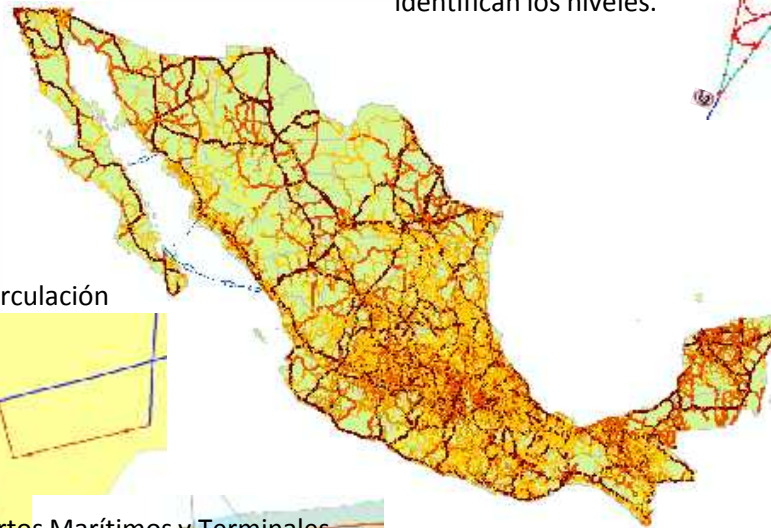 identifican los niveles.
rculación
rtos Marítimos y Terminales